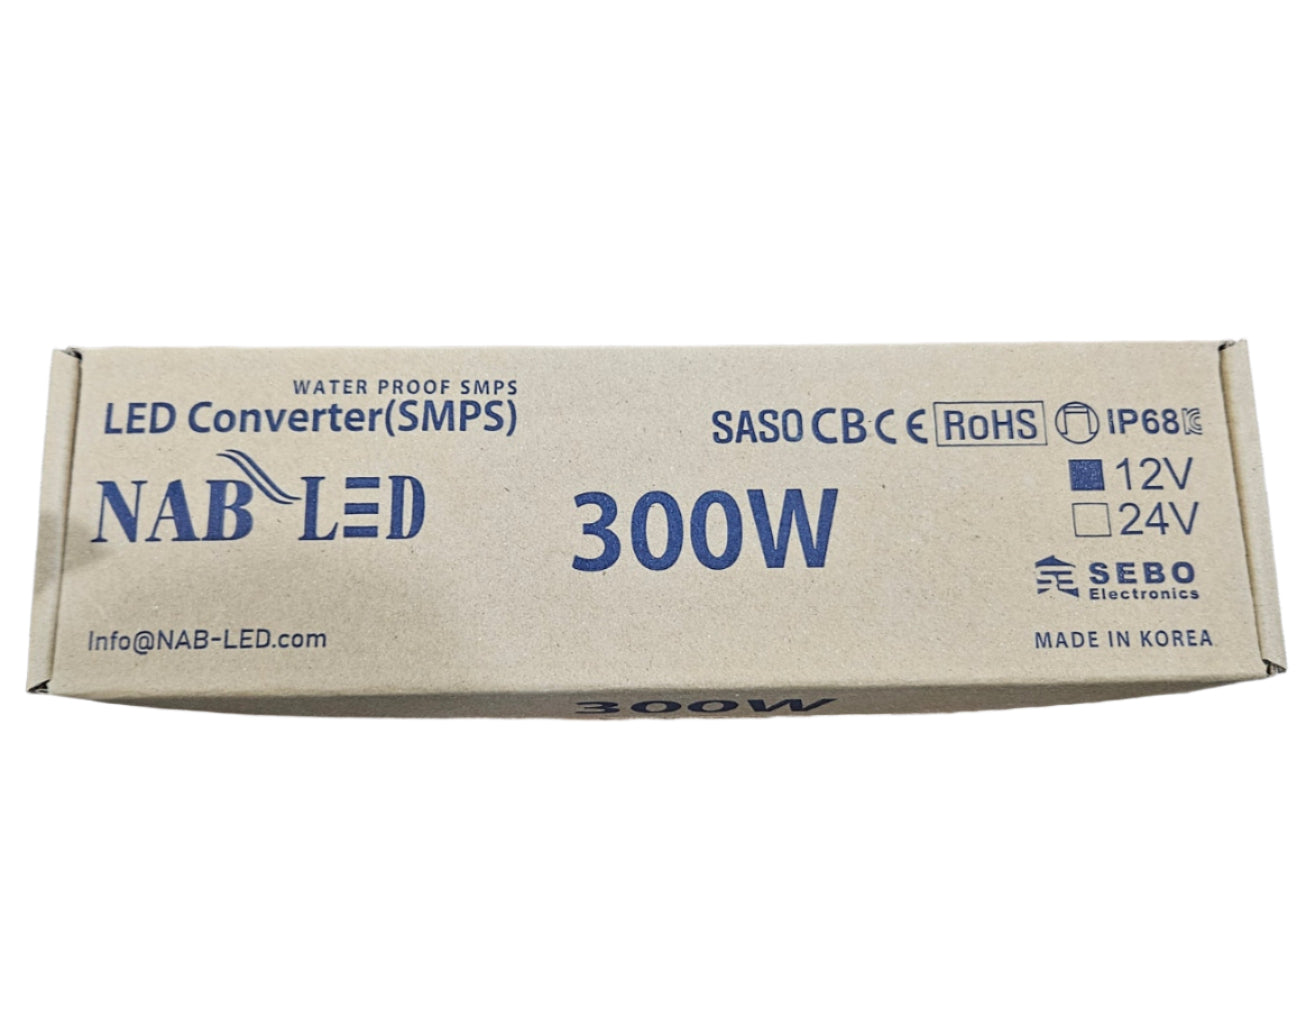 WATER PROOF SMPS
LED Converter(SMPS)
NAB LED
Info@NAB-LED.com
300W
SASO CB CE RoHS IP68
12V
24V
SEBO
Electronics
MADE IN KOREA
300W